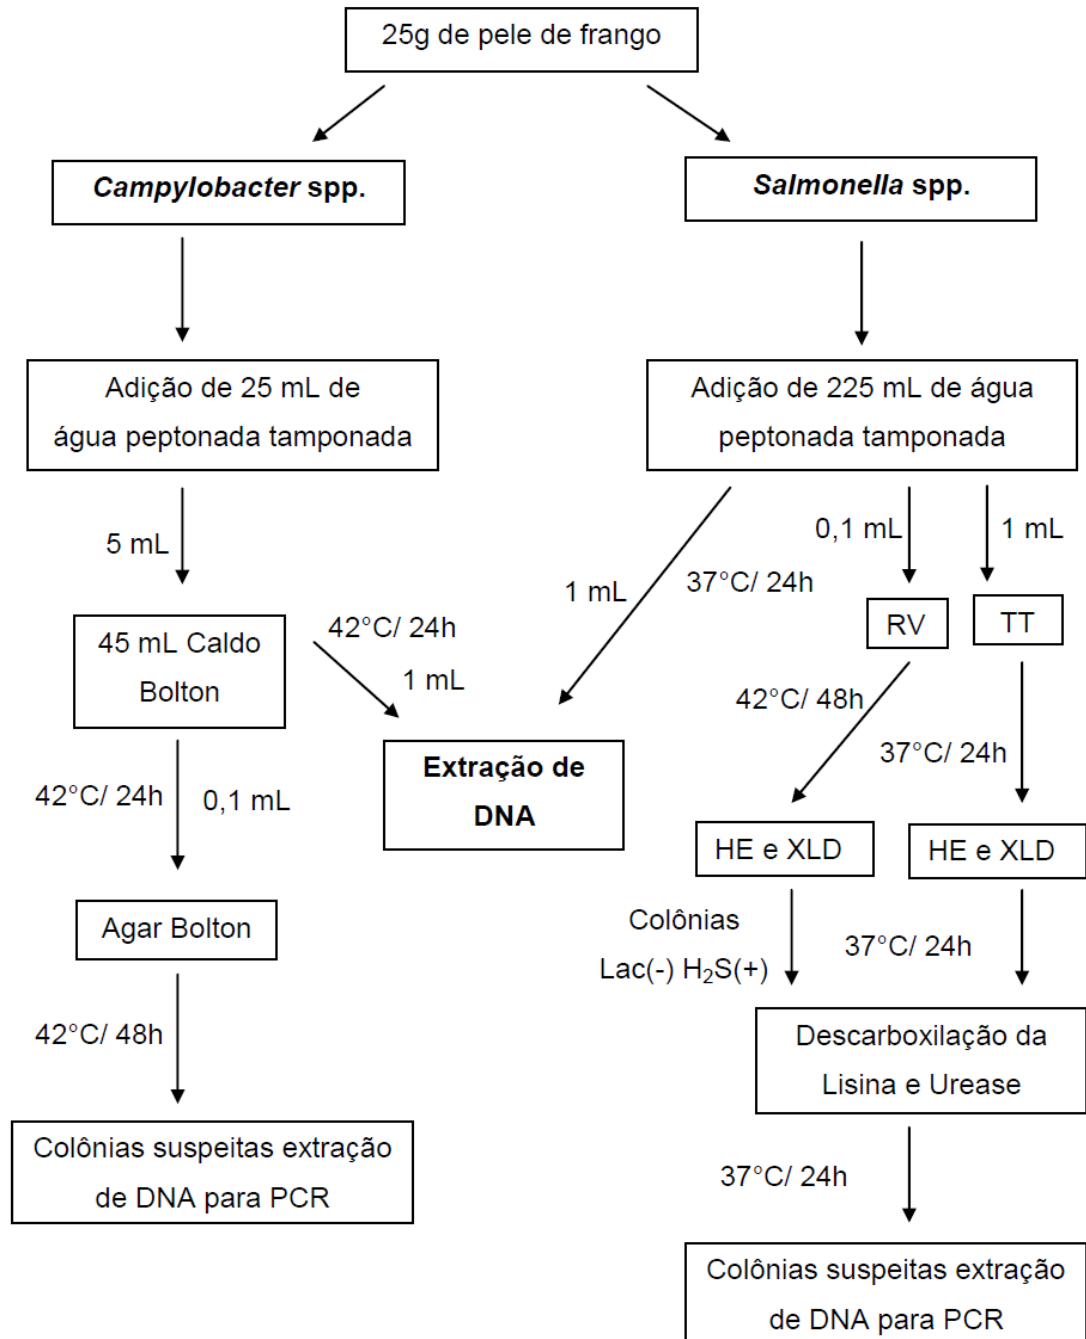 25g de pele de frango
Campylobacter spp.
Salmonella spp.
Adição de 25 mL de
água peptonada tamponada
Adição de 225 mL de água
peptonada tamponada
5 mL
0,1 mL
1 mL
1 mL
37°C/ 24h
45 mL Caldo
Bolton
42°C/ 24h
1 mL
RV
TT
42°C/ 48h
37°C/ 24h
Extração de
DNA
42°C/ 24h
0,1 mL
HE e XLD
HE e XLD
Agar Bolton
Colônias
Lac(-) H₂S(+)
37°C/ 24h
42°C/ 48h
Descarboxilação da
Lisina e Urease
Colônias suspeitas extração
de DNA para PCR
37°C/ 24h
Colônias suspeitas extração
de DNA para PCR